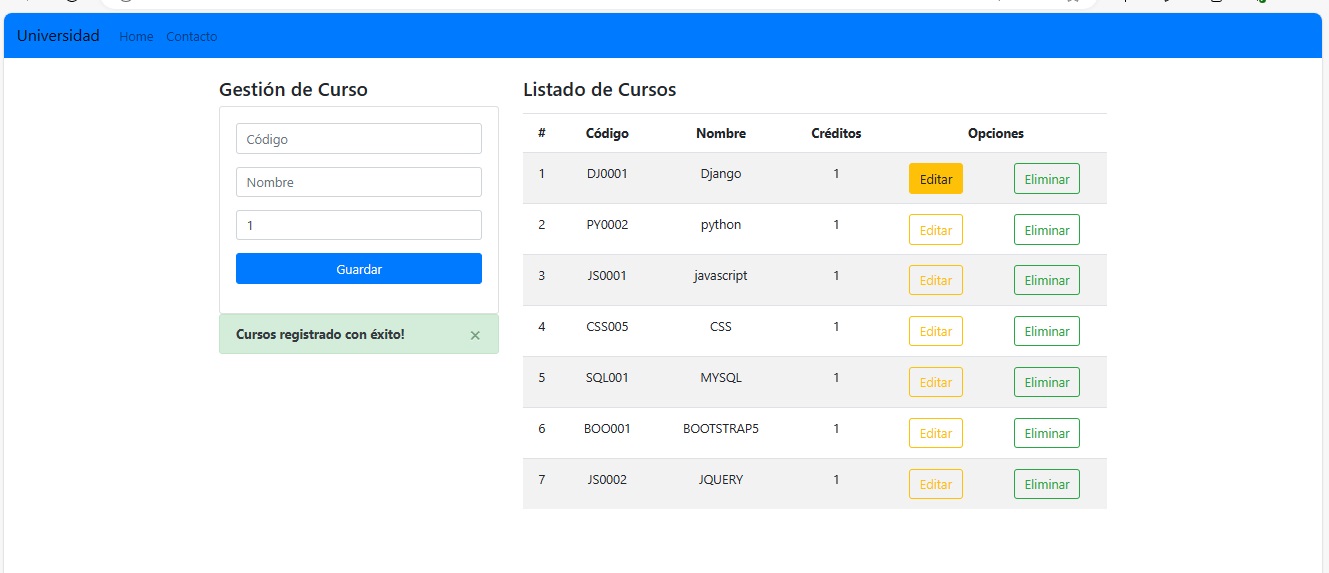 Universidad Home Contacto
Gestión de Curso
Código
Nombre
1
Guardar
Cursos registrado con éxito! ×
Listado de Cursos
# Código Nombre Créditos Opciones
1 DJ0001 Django 1 Editar Eliminar
2 PY0002 python 1 Editar Eliminar
3 JS0001 javascript 1 Editar Eliminar
4 CSS005 CSS 1 Editar Eliminar
5 SQL001 MYSQL 1 Editar Eliminar
6 BOO001 BOOTSTRAP5 1 Editar Eliminar
7 JS0002 JQUERY 1 Editar Eliminar